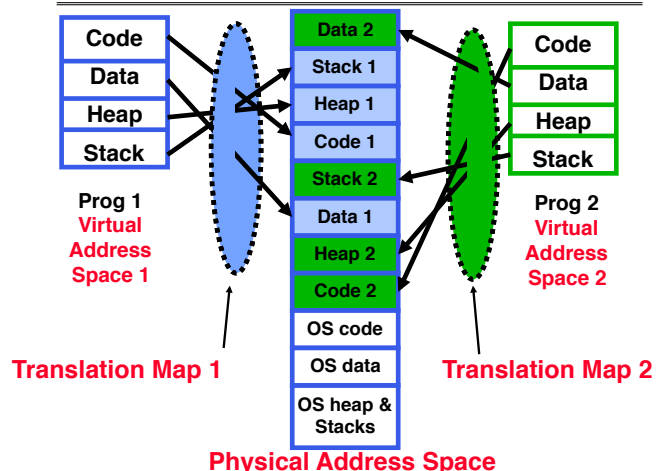 Code
Data
Heap
Stack
Prog 1
Virtual
Address
Space 1
Translation Map 1
Data 2
Stack 1
Heap 1
Code 1
Stack 2
Data 1
Heap 2
Code 2
OS code
OS data
OS heap &
Stacks
Physical Address Space
Code
Data
Heap
Stack
Prog 2
Virtual
Address
Space 2
Translation Map 2